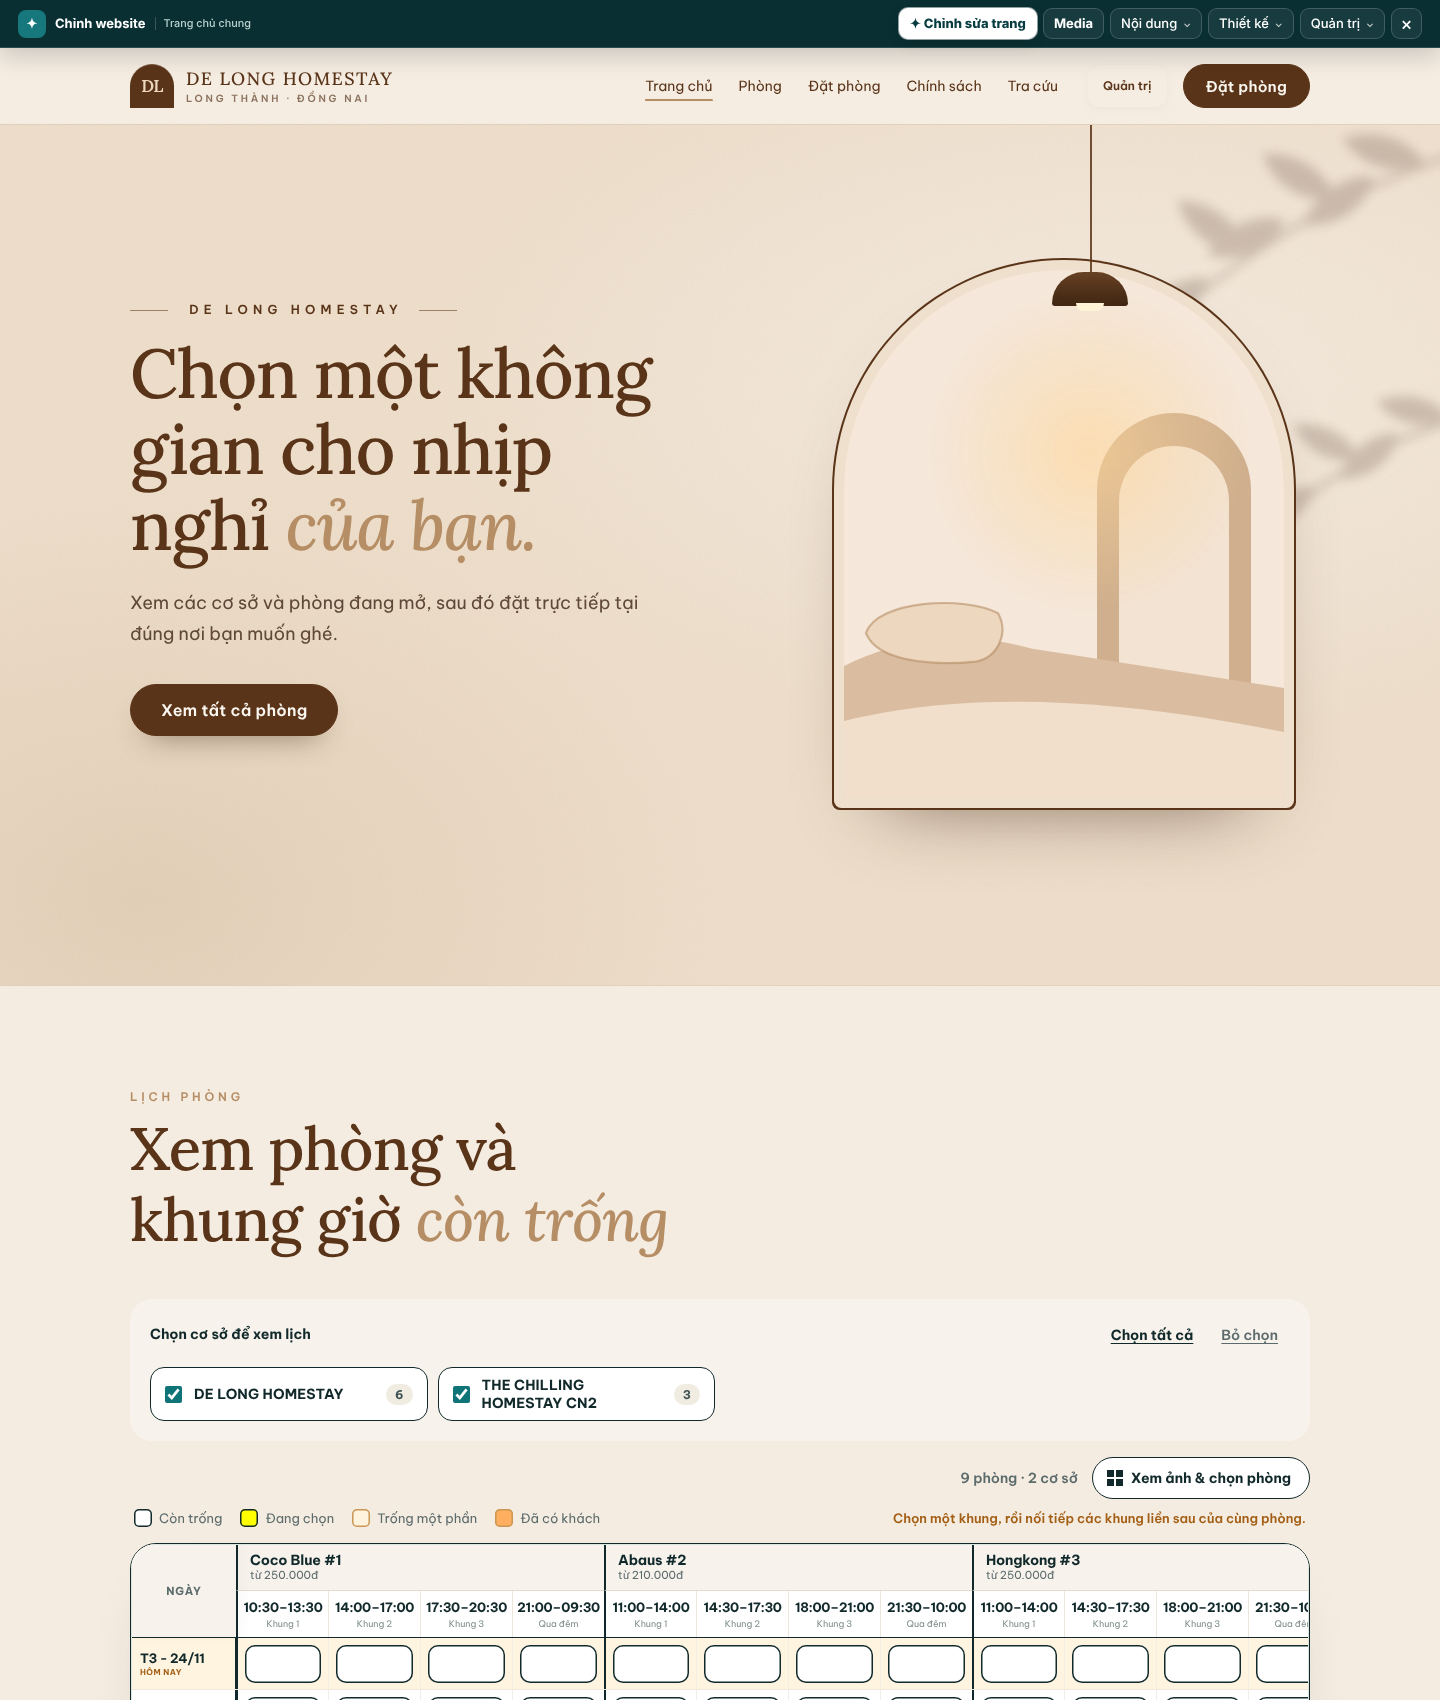 ✦ Chỉnh website Trang chủ chung ✦ Chỉnh sửa trang Media Nội dung Thiết kế Quản trị ×
DL DE LONG HOMESTAY
LONG THÀNH · ĐỒNG NAI
Trang chủ Phòng Đặt phòng Chính sách Tra cứu Quản trị Đặt phòng
DE LONG HOMESTAY
Chọn một không
gian cho nhịp
nghỉ của bạn.
Xem các cơ sở và phòng đang mở, sau đó đặt trực tiếp tại
đúng nơi bạn muốn ghé.
Xem tất cả phòng
LỊCH PHÒNG
Xem phòng và
khung giờ còn trống
Chọn cơ sở để xem lịch Chọn tất cả Bỏ chọn
DE LONG HOMESTAY 6
THE CHILLING
HOMESTAY CN2 3
9 phòng · 2 cơ sở Xem ảnh & chọn phòng
Còn trống Đang chọn Trống một phần Đã có khách Chọn một khung, rồi nối tiếp các khung liền sau của cùng phòng.
NGÀY
Coco Blue #1 Abaus #2 Hongkong #3
từ 250.000đ từ 210.000đ từ 250.000đ
10:30–13:30 14:00–17:00 17:30–20:30 21:00–09:30 11:00–14:00 14:30–17:30 18:00–21:00 21:30–10:00 11:00–14:00 14:30–17:30 18:00–21:00
Khung 1 Khung 2 Khung 3 Qua đêm Khung 1 Khung 2 Khung 3 Qua đêm Khung 1 Khung 2 Khung 3
T3 - 24/11
HÔM NAY